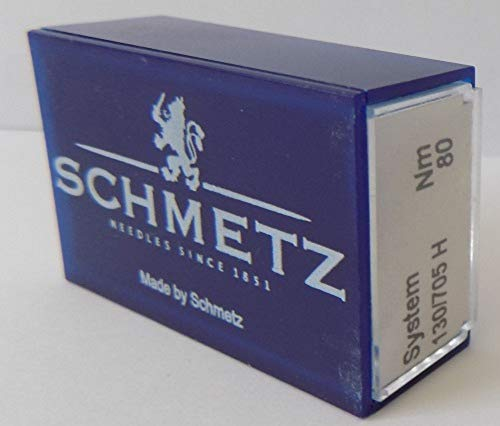 SCHMETZ
NEEDLES SINCE 1851
Made by Schmetz
System
130/705 H
Nm
80